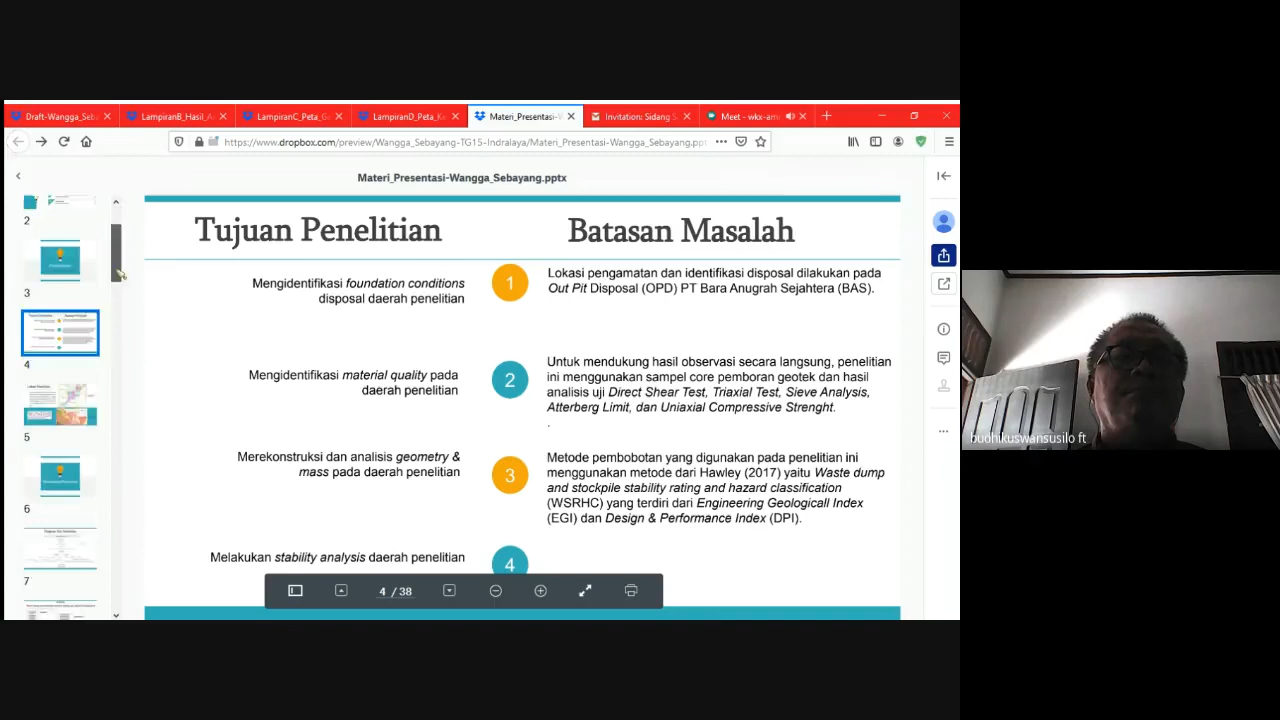 Draft-Wangga_Seba
LampiranB_Hasil_A
LampiranC_Peta_G
LampiranD_Peta_Ke
Materi_Presentasi-W
Invitation: Sidang S
Meet - wkx-am
https://www.dropbox.com/preview/Wangga_Sebayang-TG15-Indralaya/Materi_Presentasi-Wangga_Sebayang.ppt
Materi_Presentasi-Wangga_Sebayang.pptx
2
3
4
5
6
7
Tujuan Penelitian
Mengidentifikasi foundation conditions
disposal daerah penelitian
Mengidentifikasi material quality pada
daerah penelitian
Merekonstruksi dan analisis geometry &
mass pada daerah penelitian
Melakukan stability analysis daerah penelitian
Batasan Masalah
1
Lokasi pengamatan dan identifikasi disposal dilakukan pada
Out Pit Disposal (OPD) PT Bara Anugrah Sejahtera (BAS).
2
Untuk mendukung hasil observasi secara langsung, penelitian
ini menggunakan sampel core pemboran geotek dan hasil
analisis uji Direct Shear Test, Triaxial Test, Sieve Analysis,
Atterberg Limit, dan Uniaxial Compressive Strenght.
.
3
Metode pembobotan yang digunakan pada penelitian ini
menggunakan metode dari Hawley (2017) yaitu Waste dump
and stockpile stability rating and hazard classification
(WSRHC) yang terdiri dari Engineering Geologicall Index
(EGI) dan Design & Performance Index (DPI).
4
4 / 38
budhikuswansusilo ft